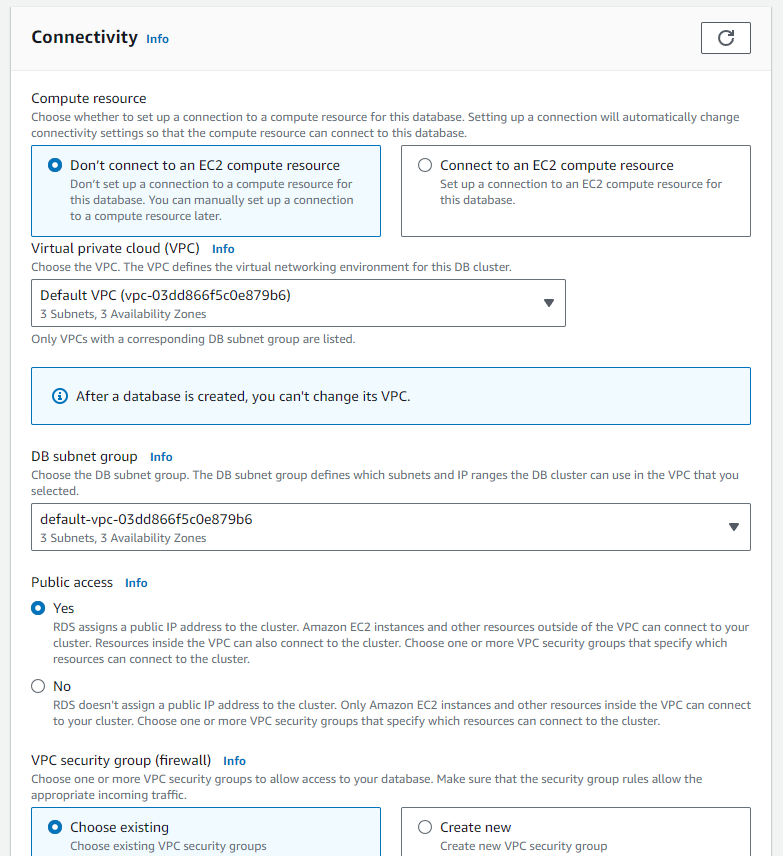 Connectivity Info
Compute resource
Choose whether to set up a connection to a compute resource for this database. Setting up a connection will automatically change
connectivity settings so that the compute resource can connect to this database.
Don't connect to an EC2 compute resource
Don't set up a connection to a compute resource for
this database. You can manually set up a connection
to a compute resource later.
Connect to an EC2 compute resource
Set up a connection to an EC2 compute resource for
this database.
Virtual private cloud (VPC) Info
Choose the VPC. The VPC defines the virtual networking environment for this DB cluster.
Default VPC (vpc-03dd866f5c0e879b6)
3 Subnets, 3 Availability Zones
Only VPCs with a corresponding DB subnet group are listed.
After a database is created, you can't change its VPC.
DB subnet group Info
Choose the DB subnet group. The DB subnet group defines which subnets and IP ranges the DB cluster can use in the VPC that you
selected.
default-vpc-03dd866f5c0e879b6
3 Subnets, 3 Availability Zones
Public access Info
Yes
RDS assigns a public IP address to the cluster. Amazon EC2 instances and other resources outside of the VPC can connect to your
cluster. Resources inside the VPC can also connect to the cluster. Choose one or more VPC security groups that specify which
resources can connect to the cluster.
No
RDS doesn't assign a public IP address to the cluster. Only Amazon EC2 instances and other resources inside the VPC can connect
to your cluster. Choose one or more VPC security groups that specify which resources can connect to the cluster.
VPC security group (firewall) Info
Choose one or more VPC security groups to allow access to your database. Make sure that the security group rules allow the
appropriate incoming traffic.
Choose existing
Choose existing VPC security groups
Create new
Create new VPC security group